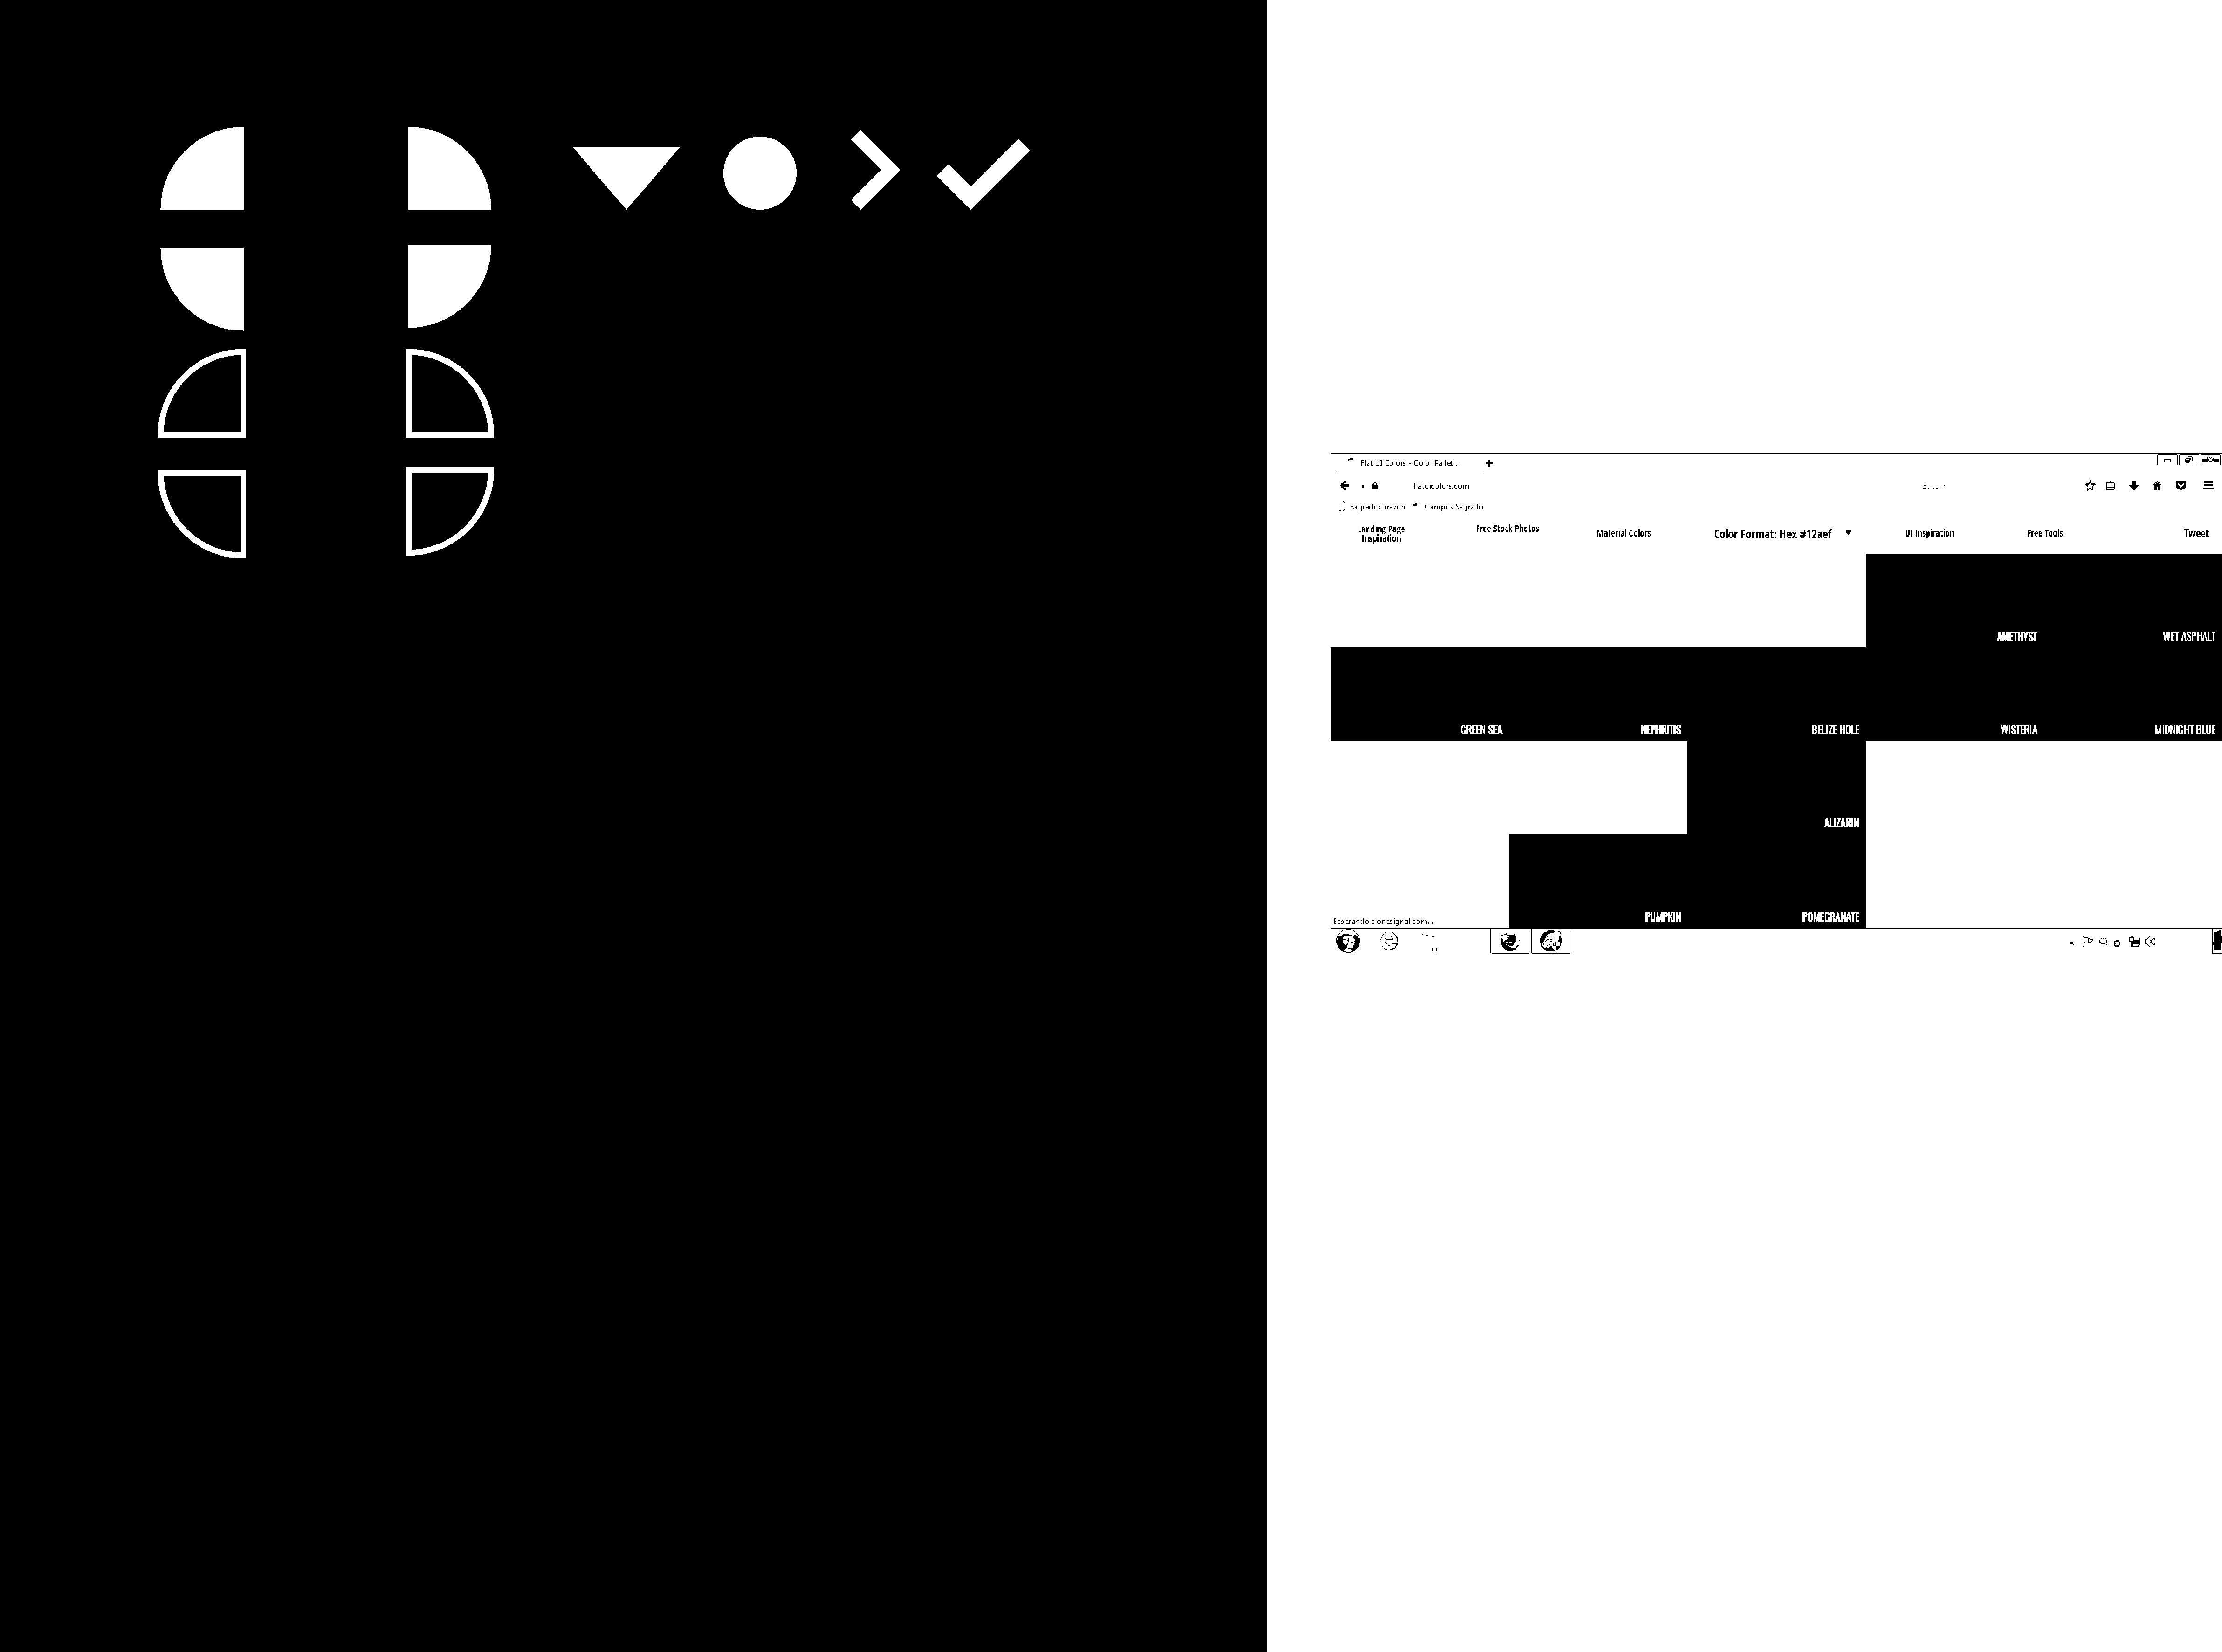 Flat UI Colors - Color Pallet...
flatuicolors.com
Sagradocorazon Campus Sagrado
Landing Page
Inspiration
Free Stock Photos
Material Colors
Color Format: Hex #12aef
UI Inspiration
Free Tools
Tweet
AMETHYST WET ASPHALT
GREEN SEA NEPHRITIS BELIZE HOLE WISTERIA MIDNIGHT BLUE
ALIZARIN
PUMPKIN POMEGRANATE
Esperando a onesignal.com...